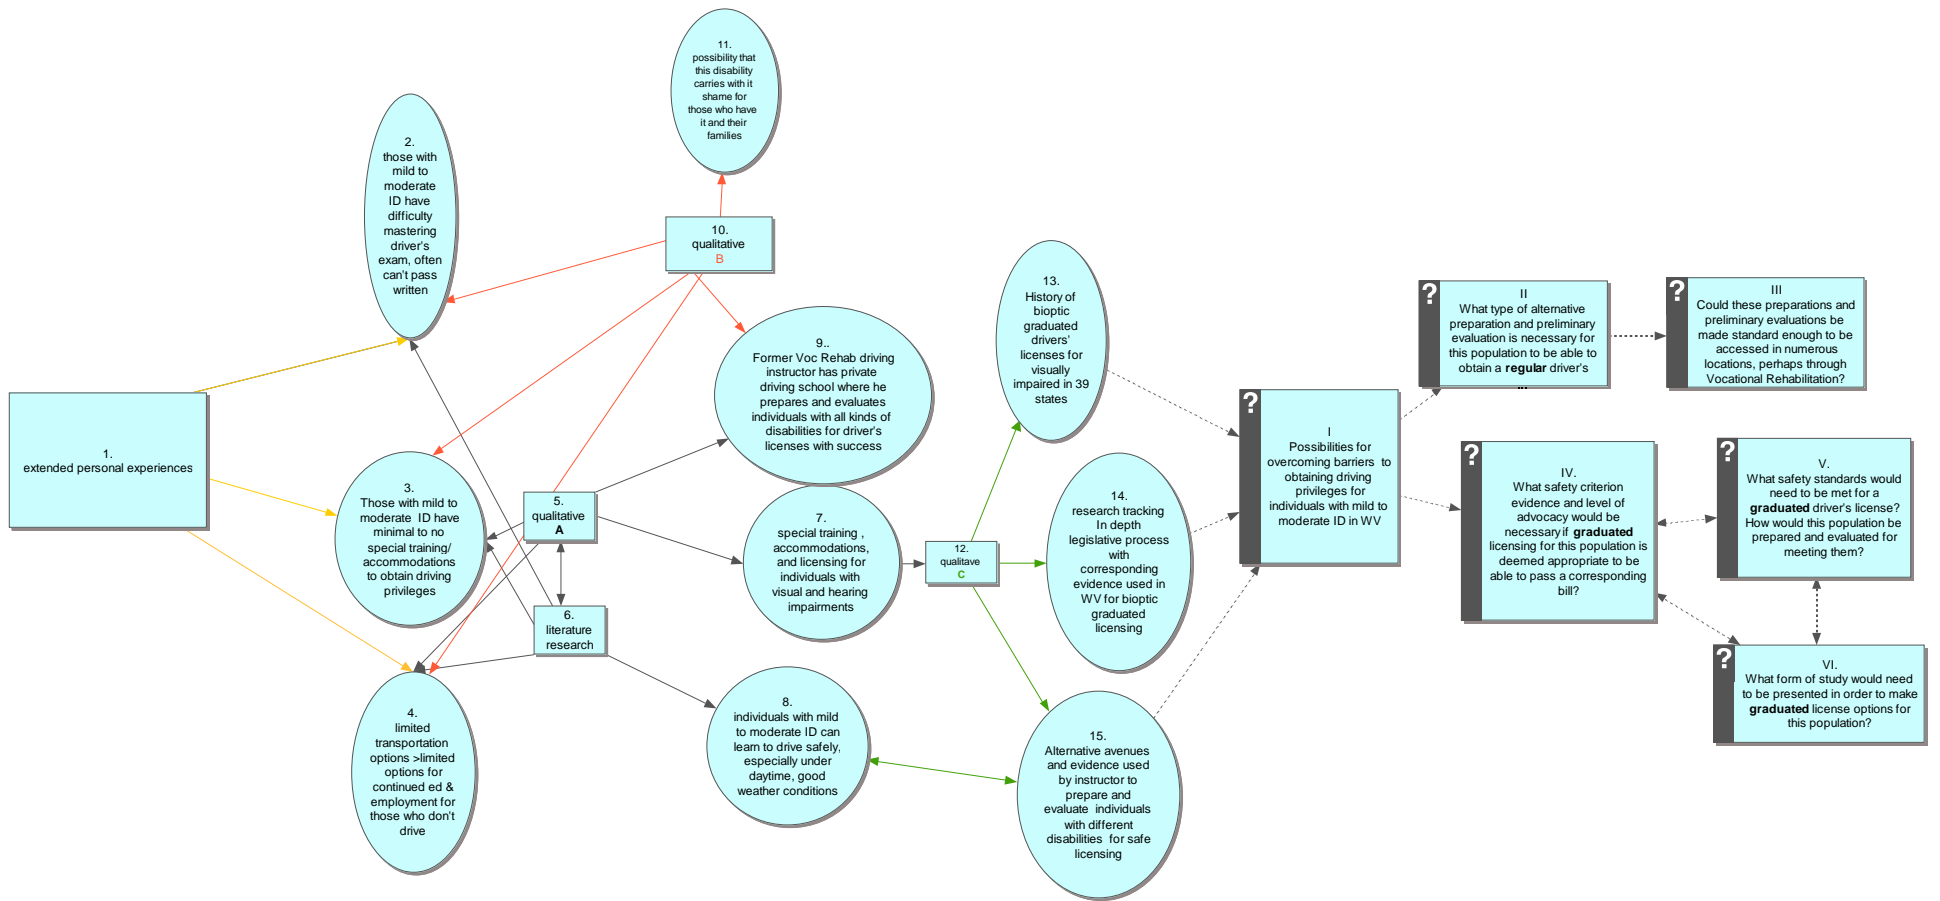 1.
extended personal experiences
2.
those with
mild to
moderate
ID have
difficulty
mastering
driver's
exam, often
can't pass
written
3.
Those with mild to
moderate ID have
minimal to no
special training/
accommodations
to obtain driving
privileges
4.
limited
transportation
options >limited
options for
continued ed &
employment for
those who don't
drive
5.
qualitative
A
6.
literature
research
7.
special training ,
accommodations,
and licensing for
individuals with
visual and hearing
impairments
8.
individuals with mild
to moderate ID can
learn to drive safely,
especially under
daytime, good
weather conditions
9..
Former Voc Rehab driving
instructor has private
driving school where he
prepares and evaluates
individuals with all kinds of
disabilities for driver's
licenses with success
10.
qualitative
B
11.
possibility that
this disability
carries with it
shame for
those who have
it and their
families
12.
qualitave
C
13.
History of
bioptic
graduated
drivers'
licenses for
visually
impaired in 39
states
14.
research tracking
In depth
legislative process
with
corresponding
evidence used in
WV for bioptic
graduated
licensing
15.
Alternative avenues
and evidence used
by instructor to
prepare and
evaluate individuals
with different
disabilities for safe
licensing
?
I
Possibilities for
overcoming barriers to
obtaining driving
privileges for
individuals with mild to
moderate ID in WV
?
II
What type of alternative
preparation and preliminary
evaluation is necessary for
this population to be able to
obtain a regular driver's
...
?
III
Could these preparations and
preliminary evaluations be
made standard enough to be
accessed in numerous
locations, perhaps through
Vocational Rehabilitation?
?
IV.
What safety criterion
evidence and level of
advocacy would be
necessary if graduated
licensing for this population is
deemed appropriate to be
able to pass a corresponding
bill?
?
V.
What safety standards would
need to be met for a
graduated driver's license?
How would this population be
prepared and evaluated for
meeting them?
?
VI.
What form of study would need
to be presented in order to make
graduated license options for
this population?